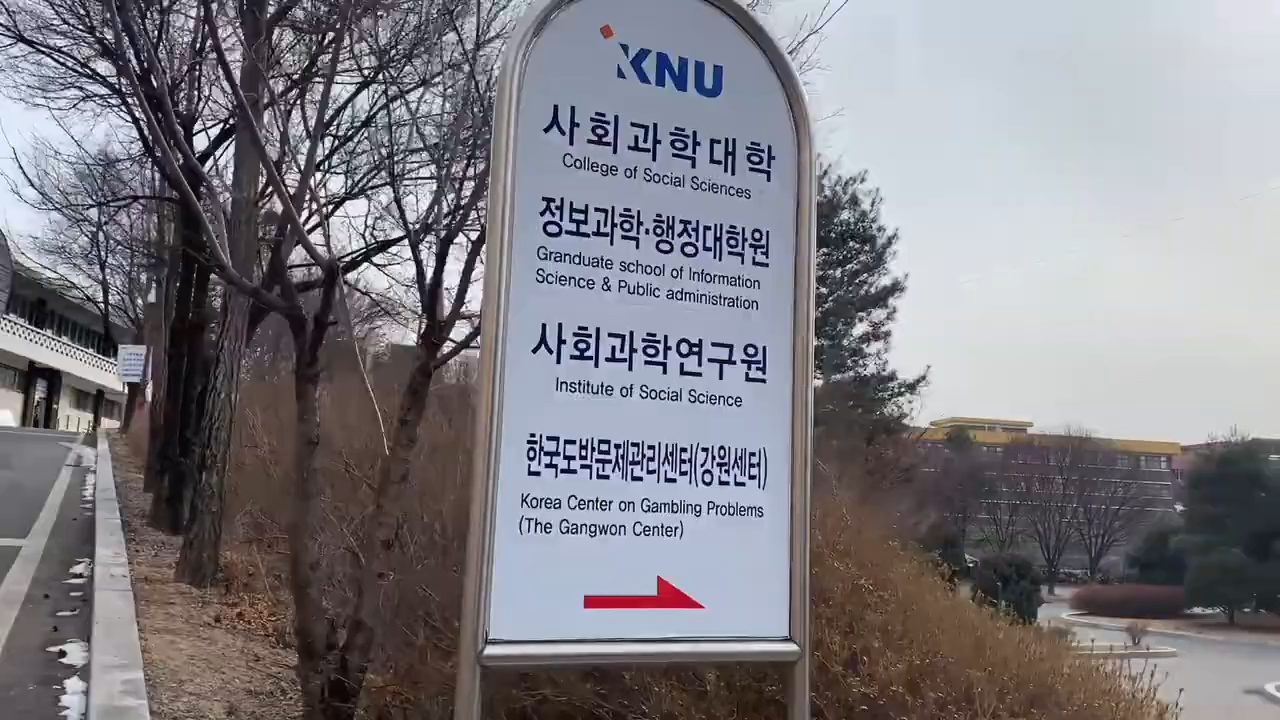 KNU
사회과학대학
College of Social Sciences
정보과학·행정대학원
Granduate school of Information
Science & Public administration
사회과학연구원
Institute of Social Science
한국도박문제관리센터(강원센터)
Korea Center on Gambling Problems
(The Gangwon Center)